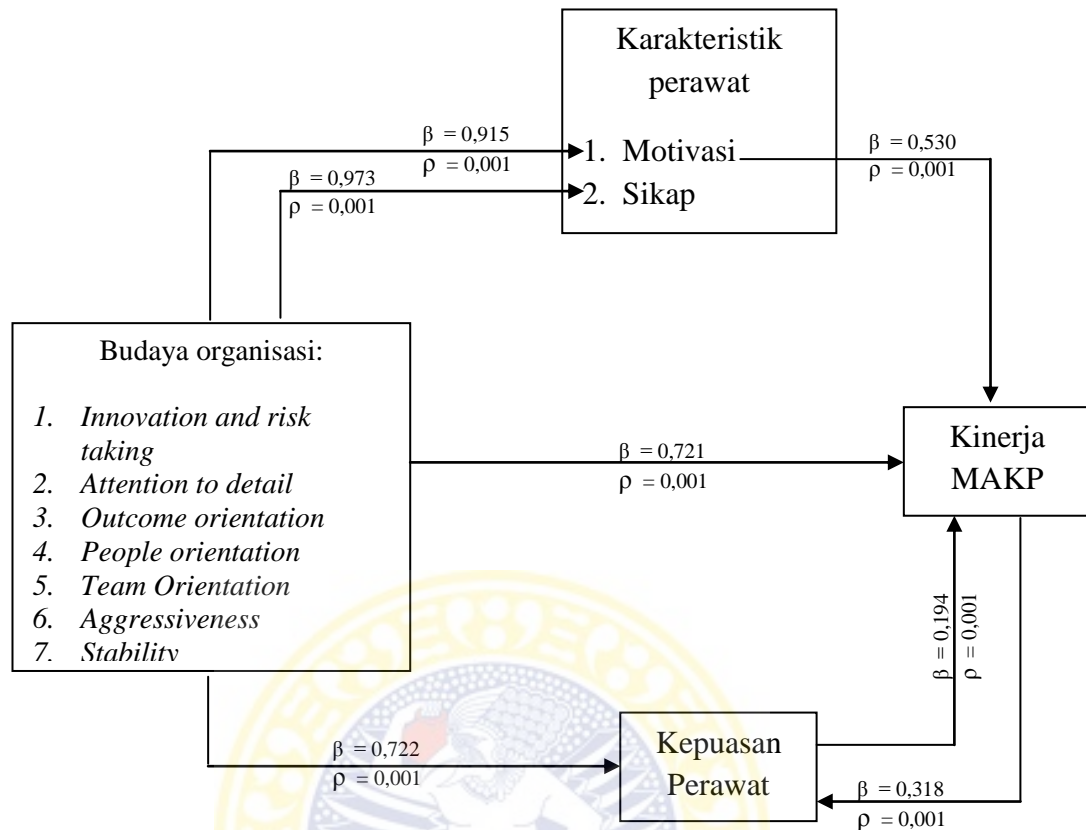 Karakteristik
perawat
1. Motivasi
2. Sikap
β = 0,915
ρ = 0,001
β = 0,973
ρ = 0,001
β = 0,530
ρ = 0,001
Budaya organisasi:
1. Innovation and risk
taking
2. Attention to detail
3. Outcome orientation
4. People orientation
5. Team Orientation
6. Aggressiveness
7. Stability
β = 0,721
ρ = 0,001
Kinerja
MAKP
β = 0,194
ρ = 0,001
β = 0,722
ρ = 0,001
Kepuasan
Perawat
β = 0,318
ρ = 0,001